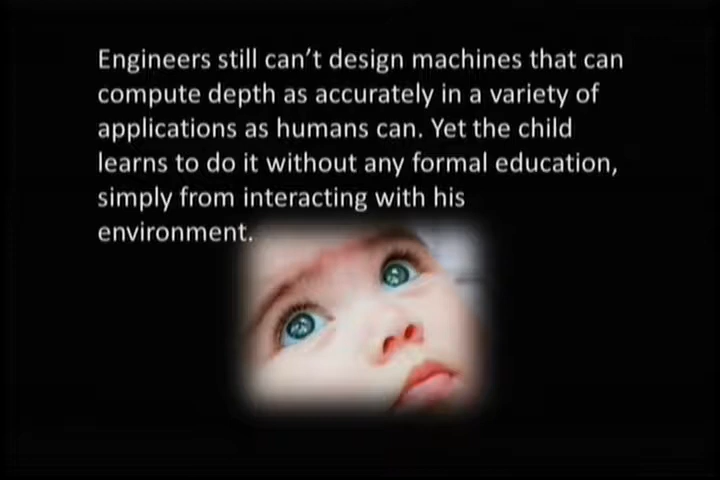 Engineers still can't design machines that can
compute depth as accurately in a variety of
applications as humans can. Yet the child
learns to do it without any formal education,
simply from interacting with his
environment.